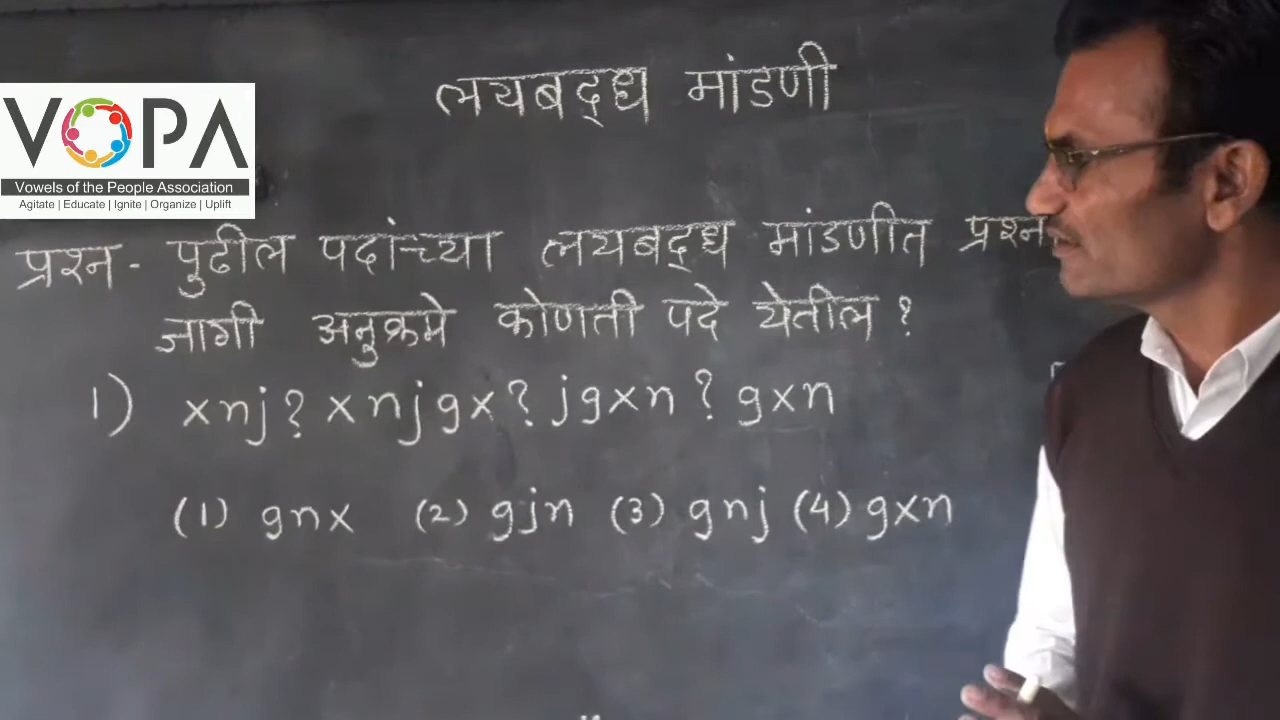 लयबद्ध मांडणी
VOPA
Vowels of the People Association
Agitate | Educate | Ignite | Organize | Uplift
प्रश्न - पुढील पदांच्या लयबद्ध मांडणीत प्रश्न
जागी अनुक्रमे कोणती पदे येतील ?
1) xnj?xnjgx?jgxn?gxn
(1) gnx (2) gjn (3) gnj (4) gxn